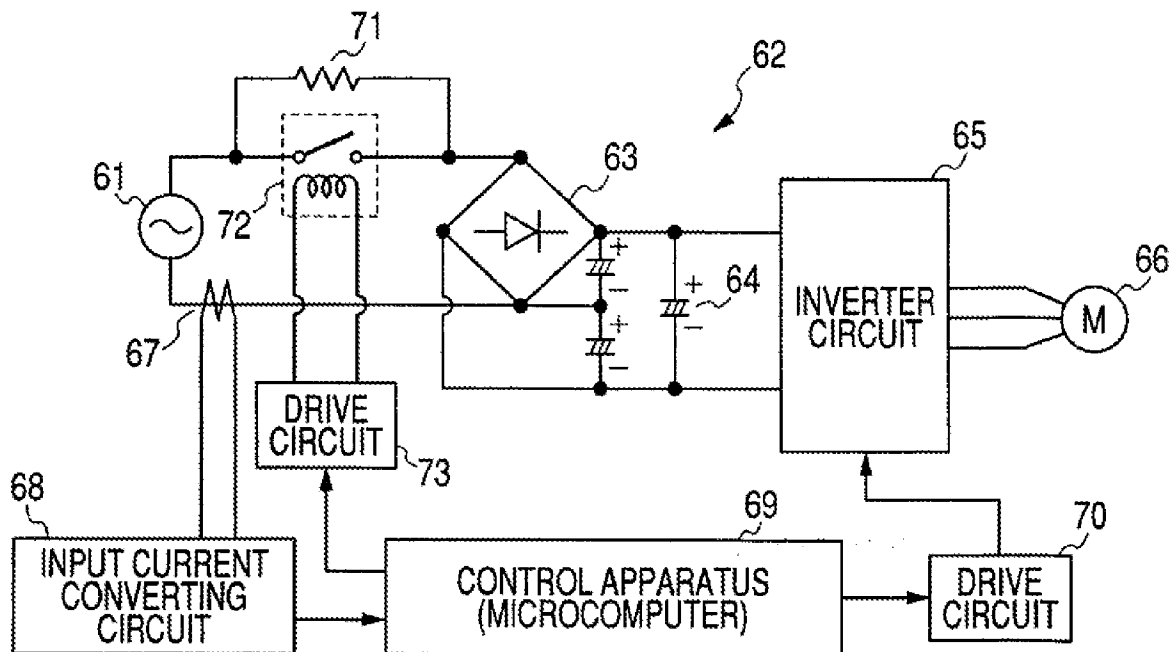 71
62
61
72
63
65
+
-
+
-
+
64
-
INVERTER
CIRCUIT
66
M
67
DRIVE
CIRCUIT
73
68
69
70
INPUT CURRENT
CONVERTING
CIRCUIT
CONTROL APPARATUS
(MICROCOMPUTER)
DRIVE
CIRCUIT